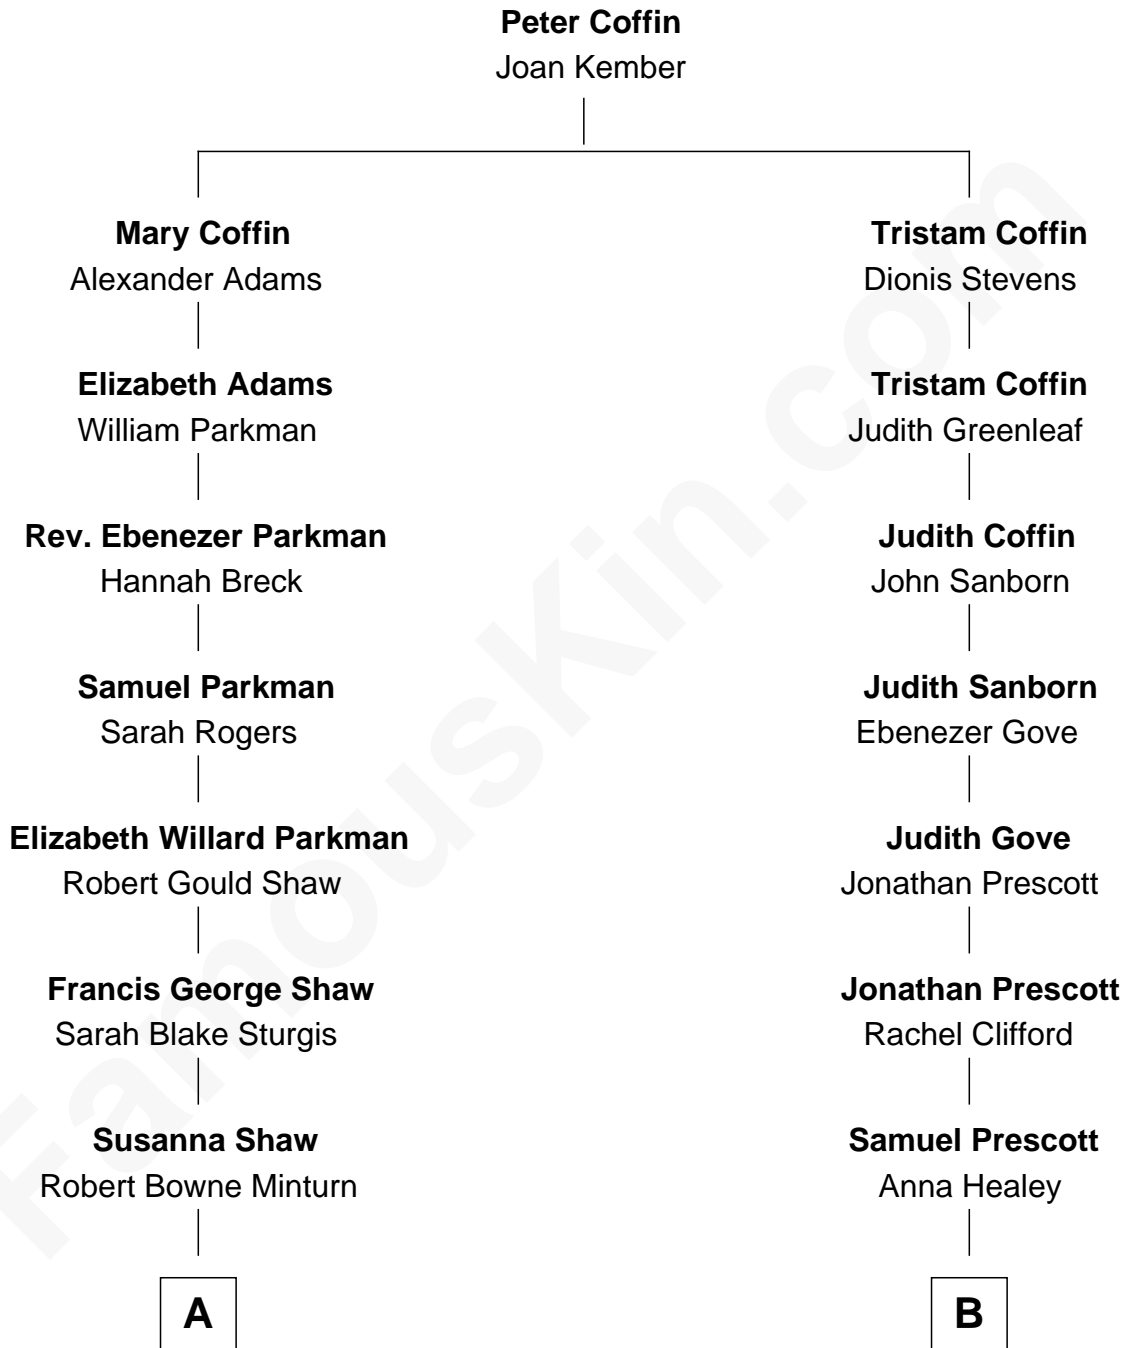 Peter Coffin
Joan Kember
Mary Coffin
Alexander Adams
Elizabeth Adams
William Parkman
Rev. Ebenezer Parkman
Hannah Breck
Samuel Parkman
Sarah Rogers
Elizabeth Willard Parkman
Robert Gould Shaw
Francis George Shaw
Sarah Blake Sturgis
Susanna Shaw
Robert Bowne Minturn
A
Tristam Coffin
Dionis Stevens
Tristam Coffin
Judith Greenleaf
Judith Coffin
John Sanborn
Judith Sanborn
Ebenezer Gove
Judith Gove
Jonathan Prescott
Jonathan Prescott
Rachel Clifford
Samuel Prescott
Anna Healey
B
FamousKin.com